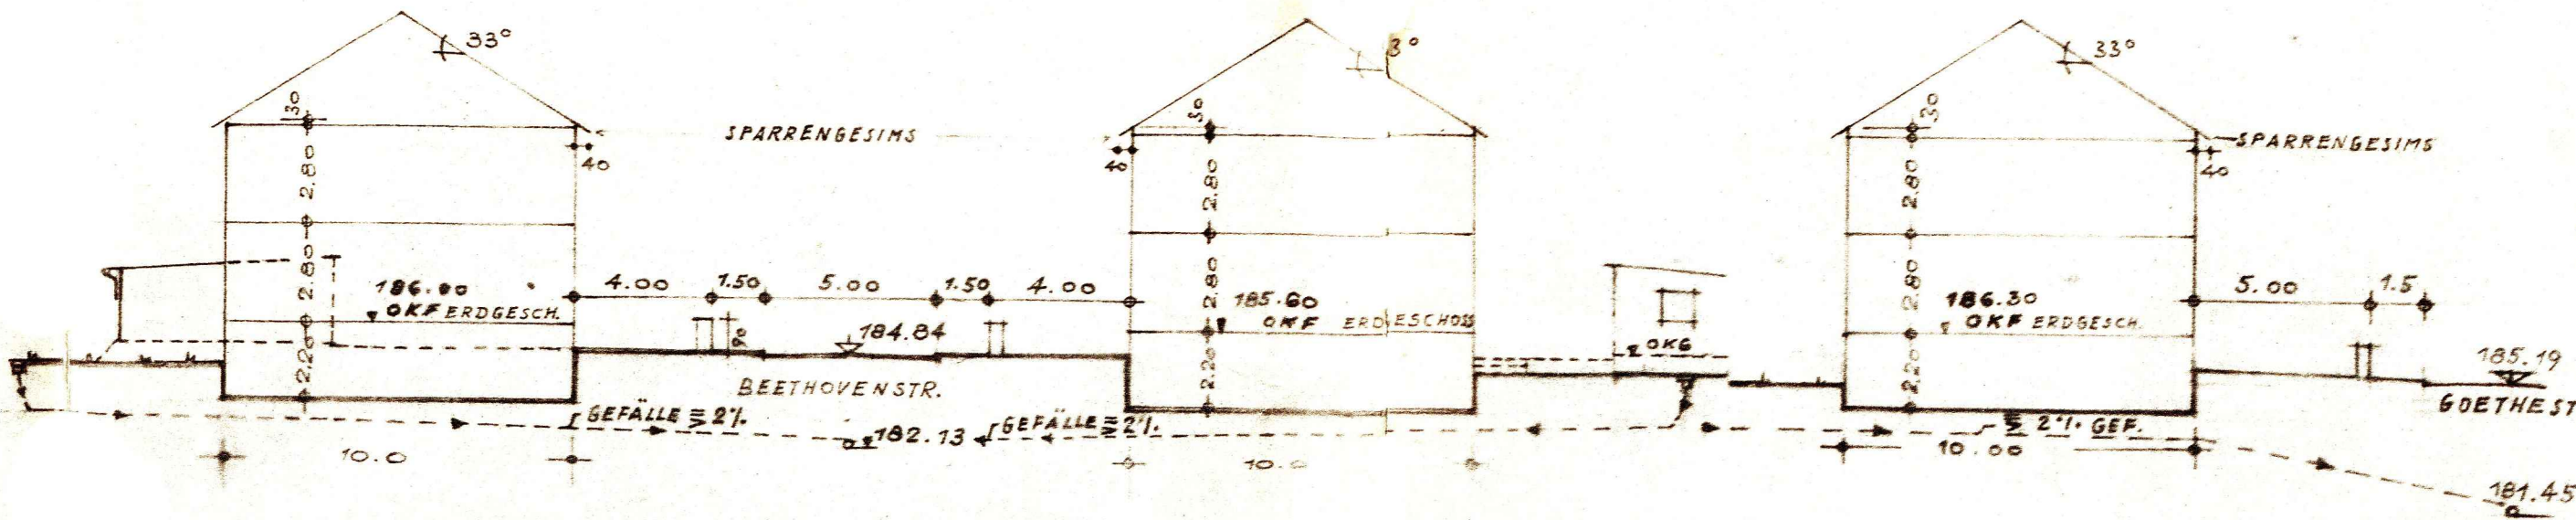 33°
30
SPARRENGESIMS
40
2.80
2.80
2.20
186.00
OKF ERDGESCH.
4.00 1.50 5.00 1.50 4.00
90
184.84
BEETHOVENSTR.
GEFÄLLE ≧ 2%
182.13
GEFÄLLE ≧ 2%
10.0
3°
30
40
2.80
2.80
2.20
185.60
OKF ERDGESCHOSS
OKG
10.0
33°
30
SPARRENGESIMS
40
2.80
2.80
2.20
186.30
OKF ERDGESCH.
5.00 1.5
185.19
GOETHEST
≧ 2% GEF.
10.00
181.45